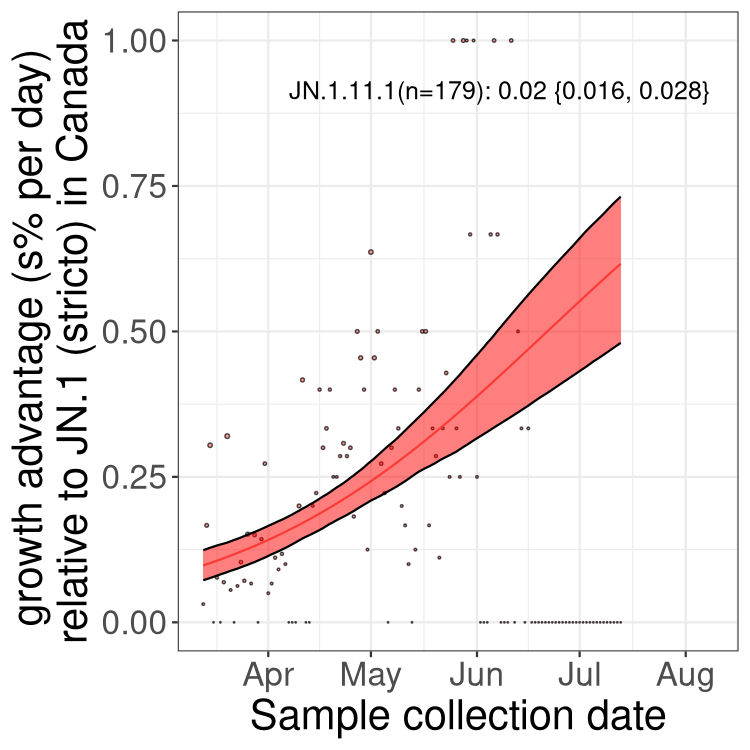 growth advantage (s% per day)
relative to JN.1 (stricto) in Canada
1.00
0.75
0.50
0.25
0.00
JN.1.11.1(n=179): 0.02 {0.016, 0.028}
Apr May Jun Jul Aug
Sample collection date